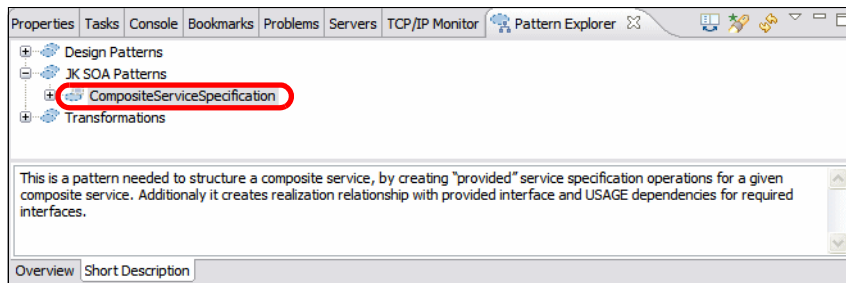 Properties Tasks Console Bookmarks Problems Servers TCP/IP Monitor Pattern Explorer
Design Patterns
JK SOA Patterns
CompositeServiceSpecification
Transformations
This is a pattern needed to structure a composite service, by creating "provided" service specification operations for a given
composite service. Additionaly it creates realization relationship with provided interface and USAGE dependencies for required
interfaces.
Overview Short Description